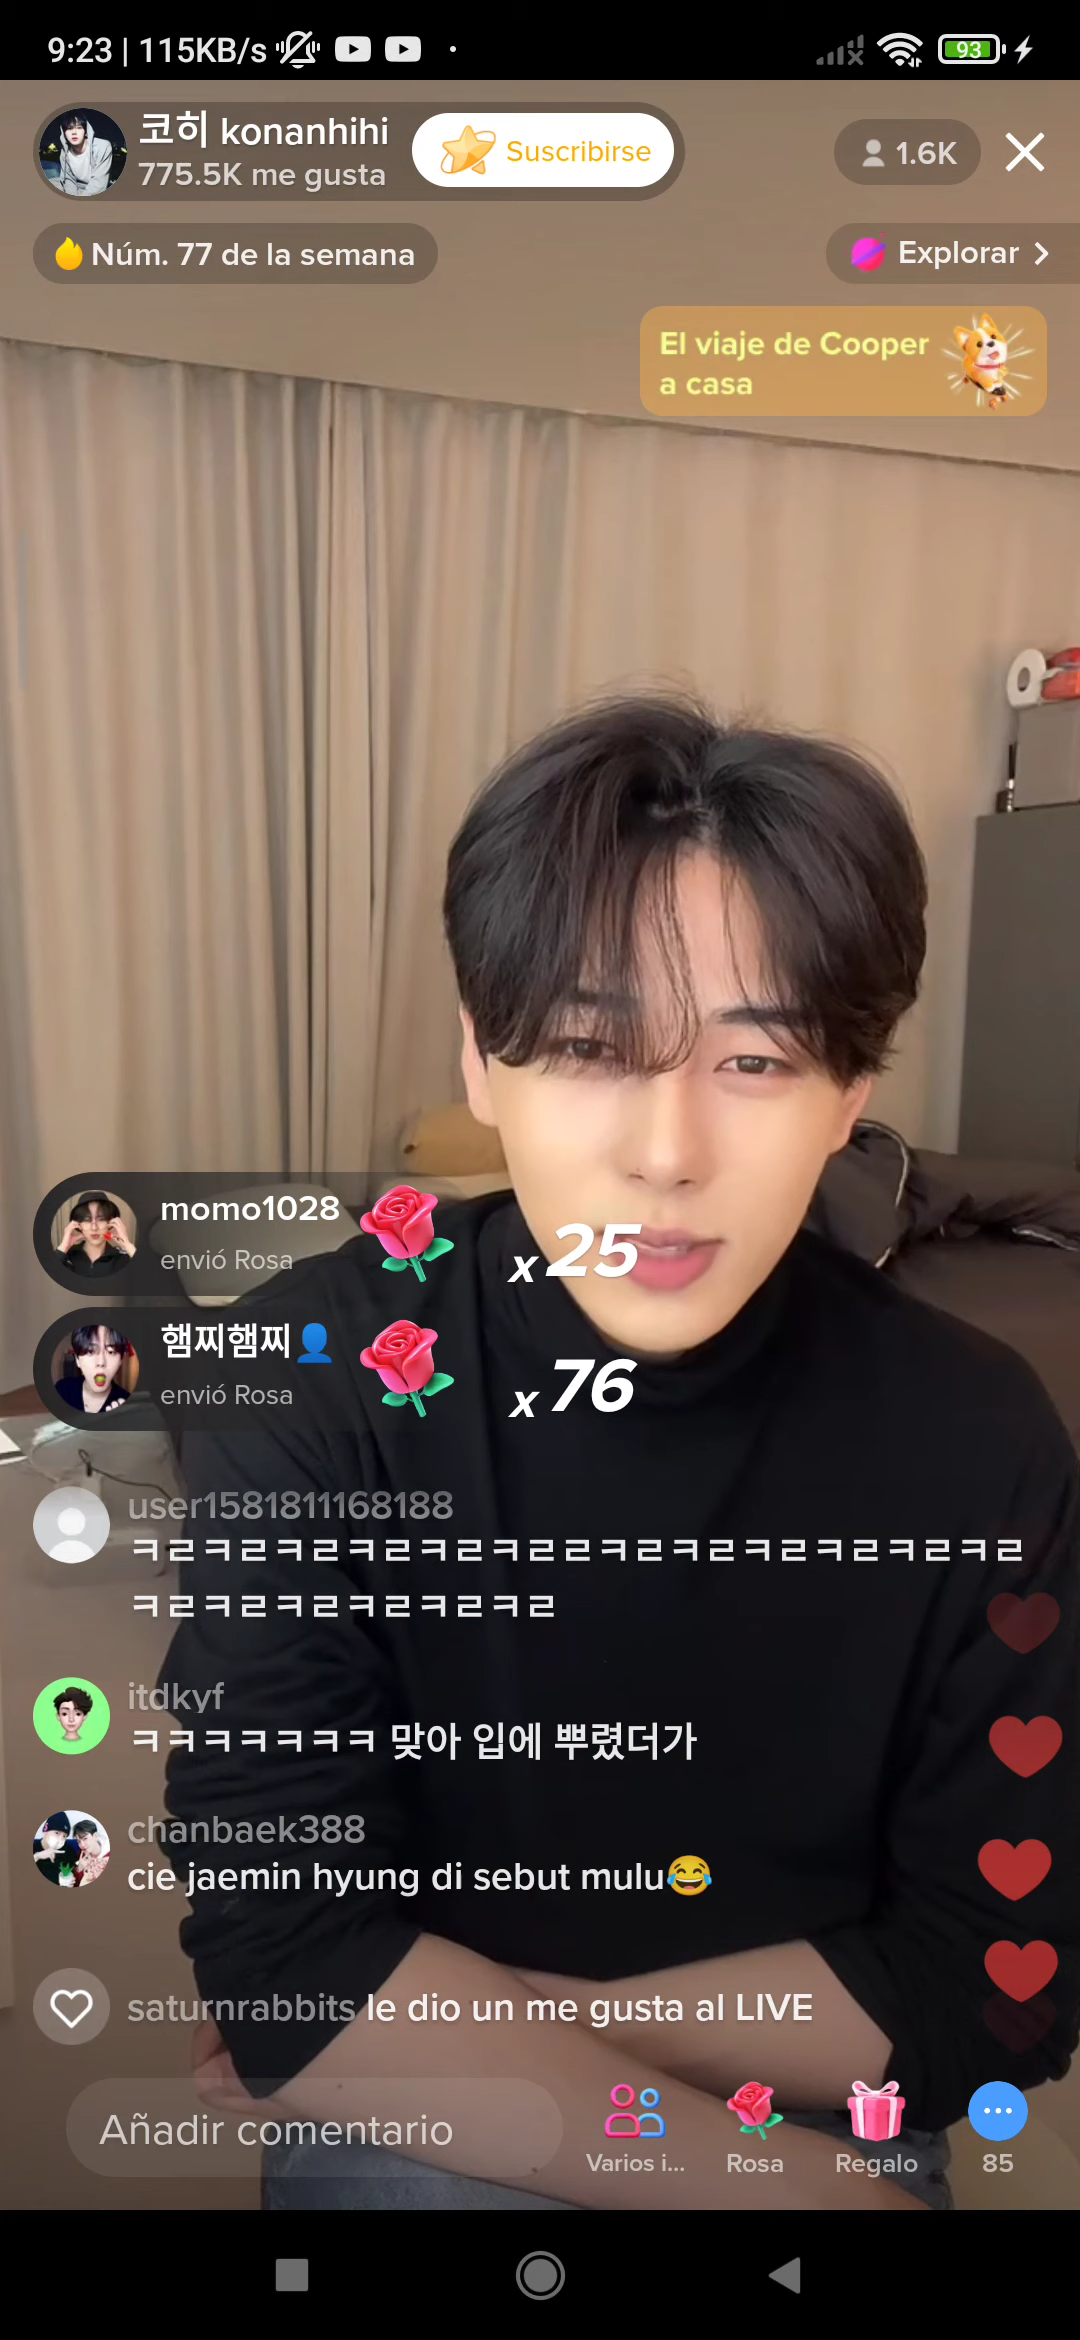 9:23 | 115KB/s
93
코히 konanhihi
775.5K me gusta
Suscribirse
1.6K
Núm. 77 de la semana
Explorar
El viaje de Cooper
a casa
momo1028
envió Rosa
x 25
햄찌햄찌👤
envió Rosa
x 76
user1581811168188
ㅋㄹㅋㄹㅋㄹㅋㄹㅋㄹㅋㄹㄹㅋㄹㅋㄹㅋㄹㅋㄹㅋㄹㅋㄹ
ㅋㄹㅋㄹㅋㄹㅋㄹㅋㄹㅋㄹ
itdkyf
ㅋㅋㅋㅋㅋㅋㅋ 맞아 입에 뿌렸더가
chanbaek388
cie jaemin hyung di sebut mulu😂
saturnrabbits le dio un me gusta al LIVE
Añadir comentario
Varios i...
Rosa
Regalo
85